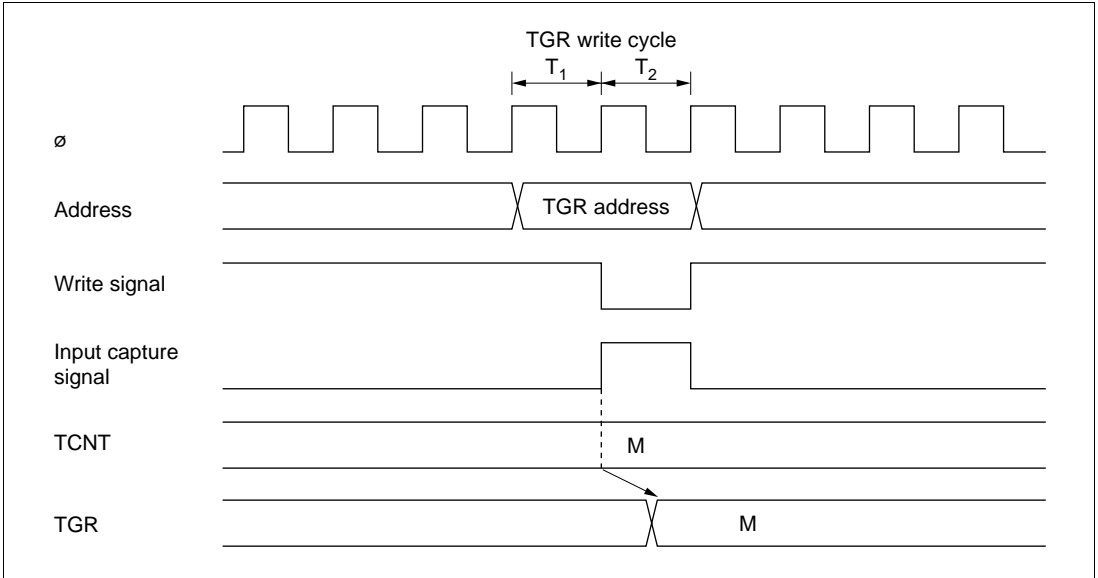 TGR write cycle
T1 T2
ø
Address TGR address
Write signal
Input capture
signal
TCNT M
TGR M